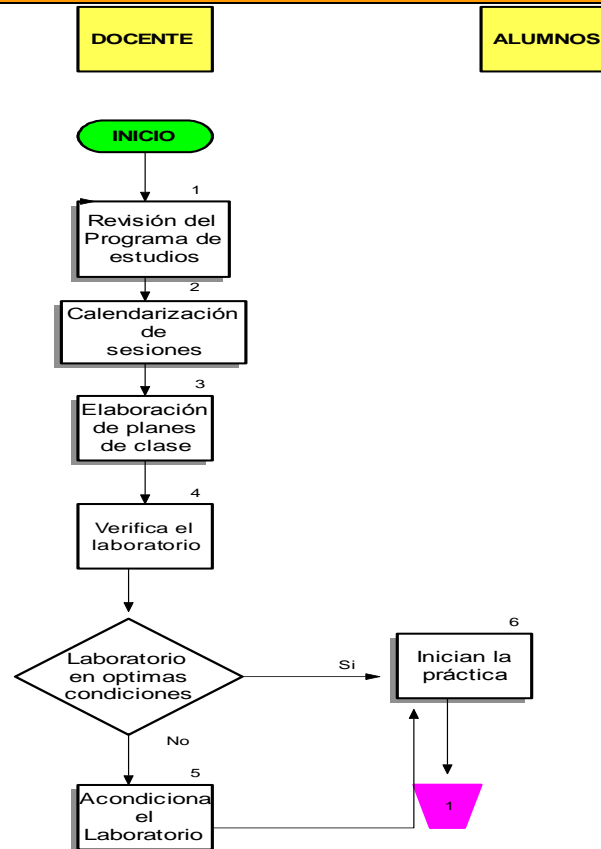 DOCENTE
ALUMNOS
INICIO
1
Revisión del
Programa de
estudios
2
Calendarización
de
sesiones
3
Elaboración
de planes
de clase
4
Verifica el
laboratorio
Laboratorio
en optimas
condiciones
Si
6
Inician la
práctica
No
5
Acondiciona
el
Laboratorio
1